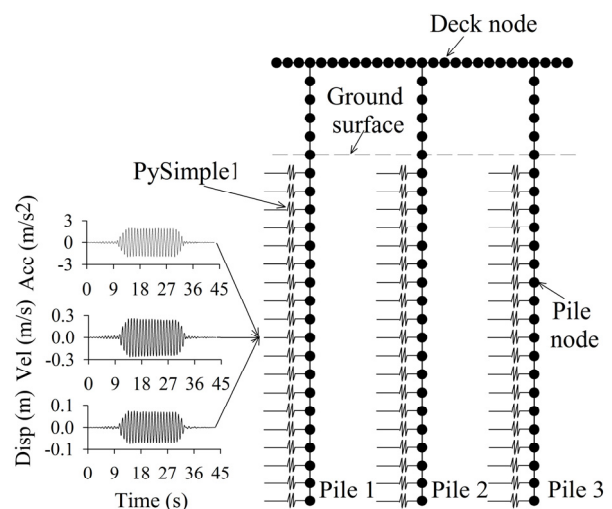 Deck node
Ground
surface
PySimple1
Acc (m/s2)
3
0
-3
0 9 18 27 36 45
Vel (m/s)
0.3
0.0
-0.3
0 9 18 27 36 45
Disp (m)
0.1
0.0
-0.1
0 9 18 27 36 45
Time (s)
Pile
node
Pile 1
Pile 2
Pile 3